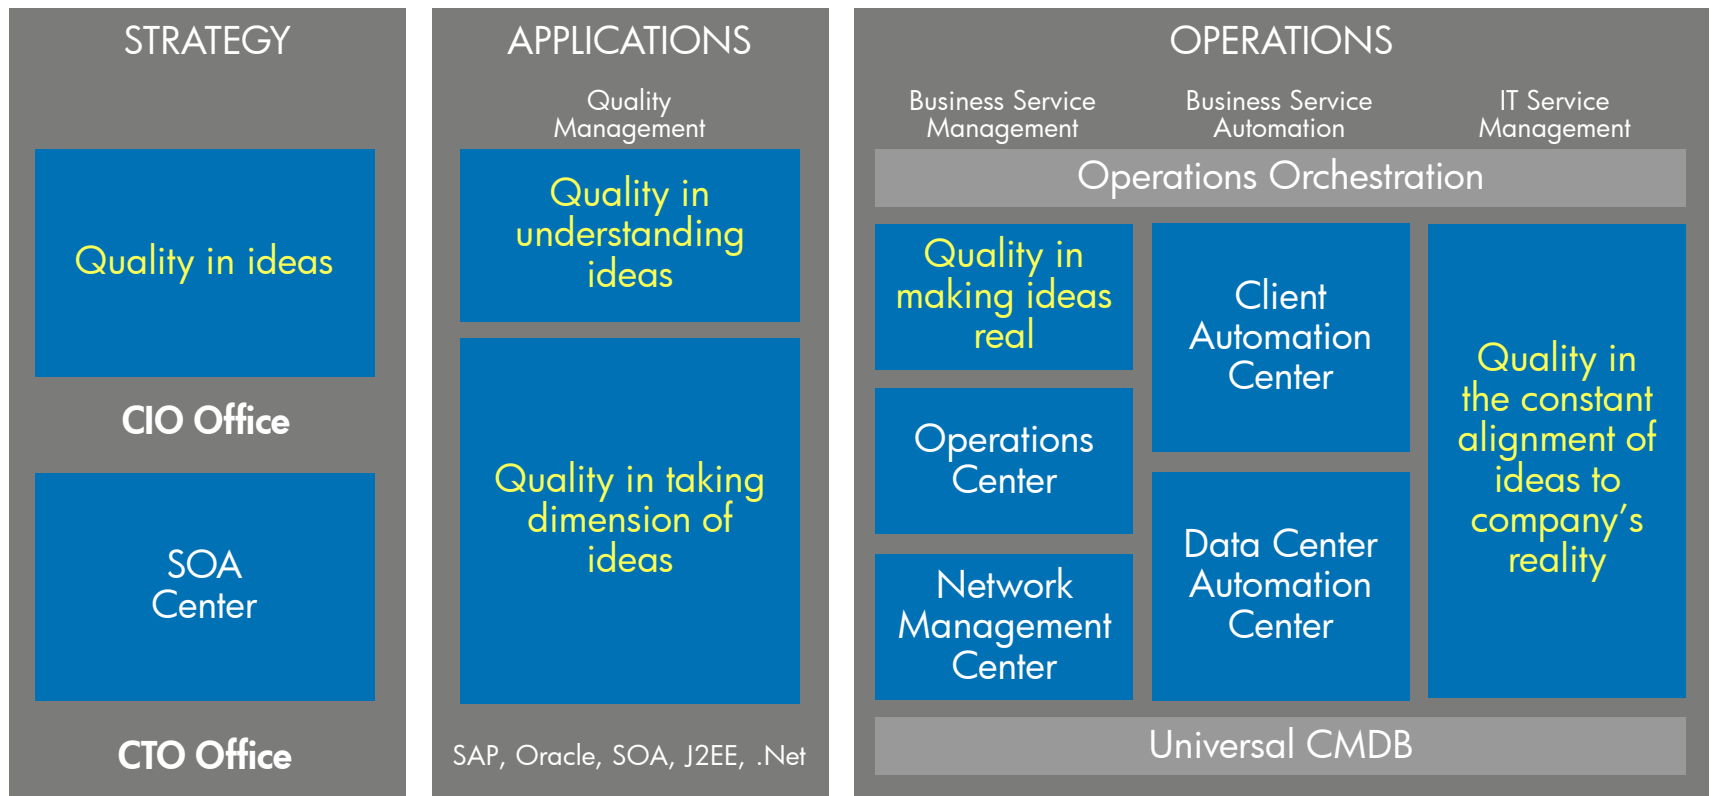 STRATEGY
Quality in ideas
CIO Office
SOA
Center
CTO Office
APPLICATIONS
Quality
Management
Quality in
understanding
ideas
Quality in taking
dimension of
ideas
SAP, Oracle, SOA, J2EE, .Net
OPERATIONS
Business Service
Management
Business Service
Automation
IT Service
Management
Operations Orchestration
Quality in
making ideas
real
Operations
Center
Network
Management
Center
Client
Automation
Center
Data Center
Automation
Center
Quality in
the constant
alignment of
ideas to
company’s
reality
Universal CMDB